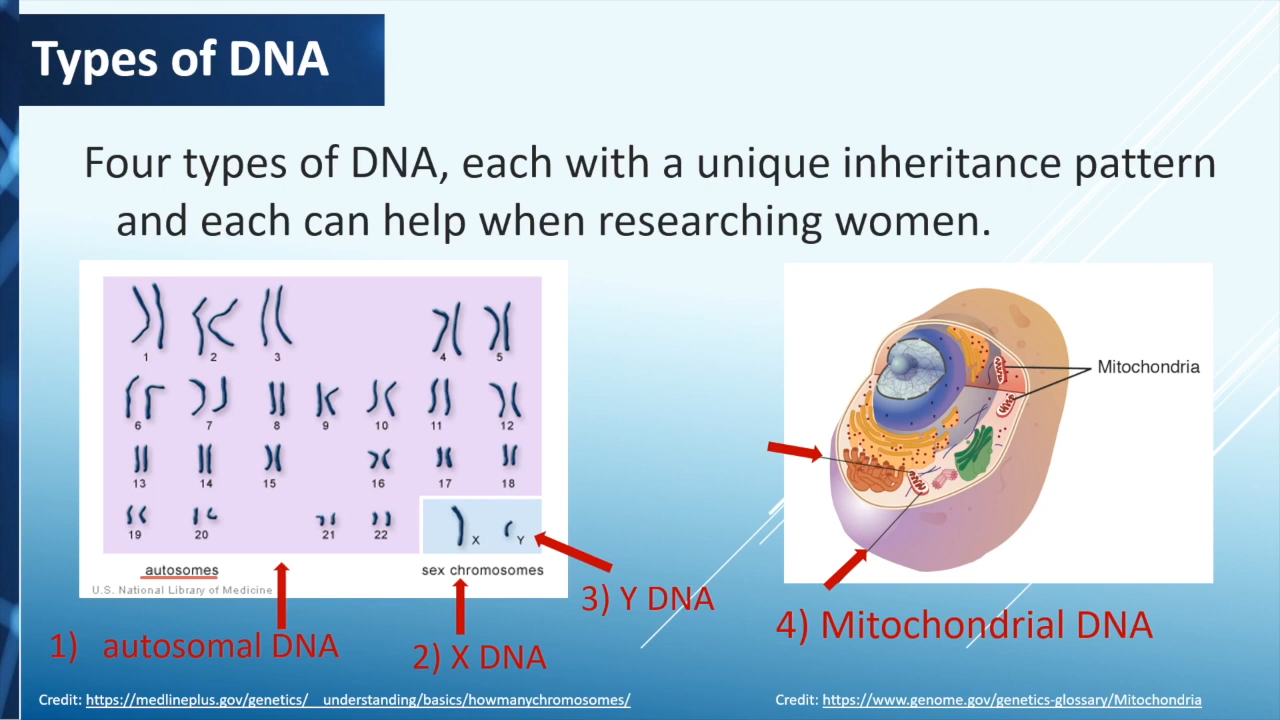 Types of DNA
Four types of DNA, each with a unique inheritance pattern
and each can help when researching women.
1 2 3 4 5
6 7 8 9 10 11 12
13 14 15 16 17 18
19 20 21 22 X Y
autosomes sex chromosomes
U.S. National Library of Medicine
Mitochondria
1) autosomal DNA
2) X DNA
3) Y DNA
4) Mitochondrial DNA
Credit: https://medlineplus.gov/genetics/__understanding/basics/howmanychromosomes/
Credit: https://www.genome.gov/genetics-glossary/Mitochondria